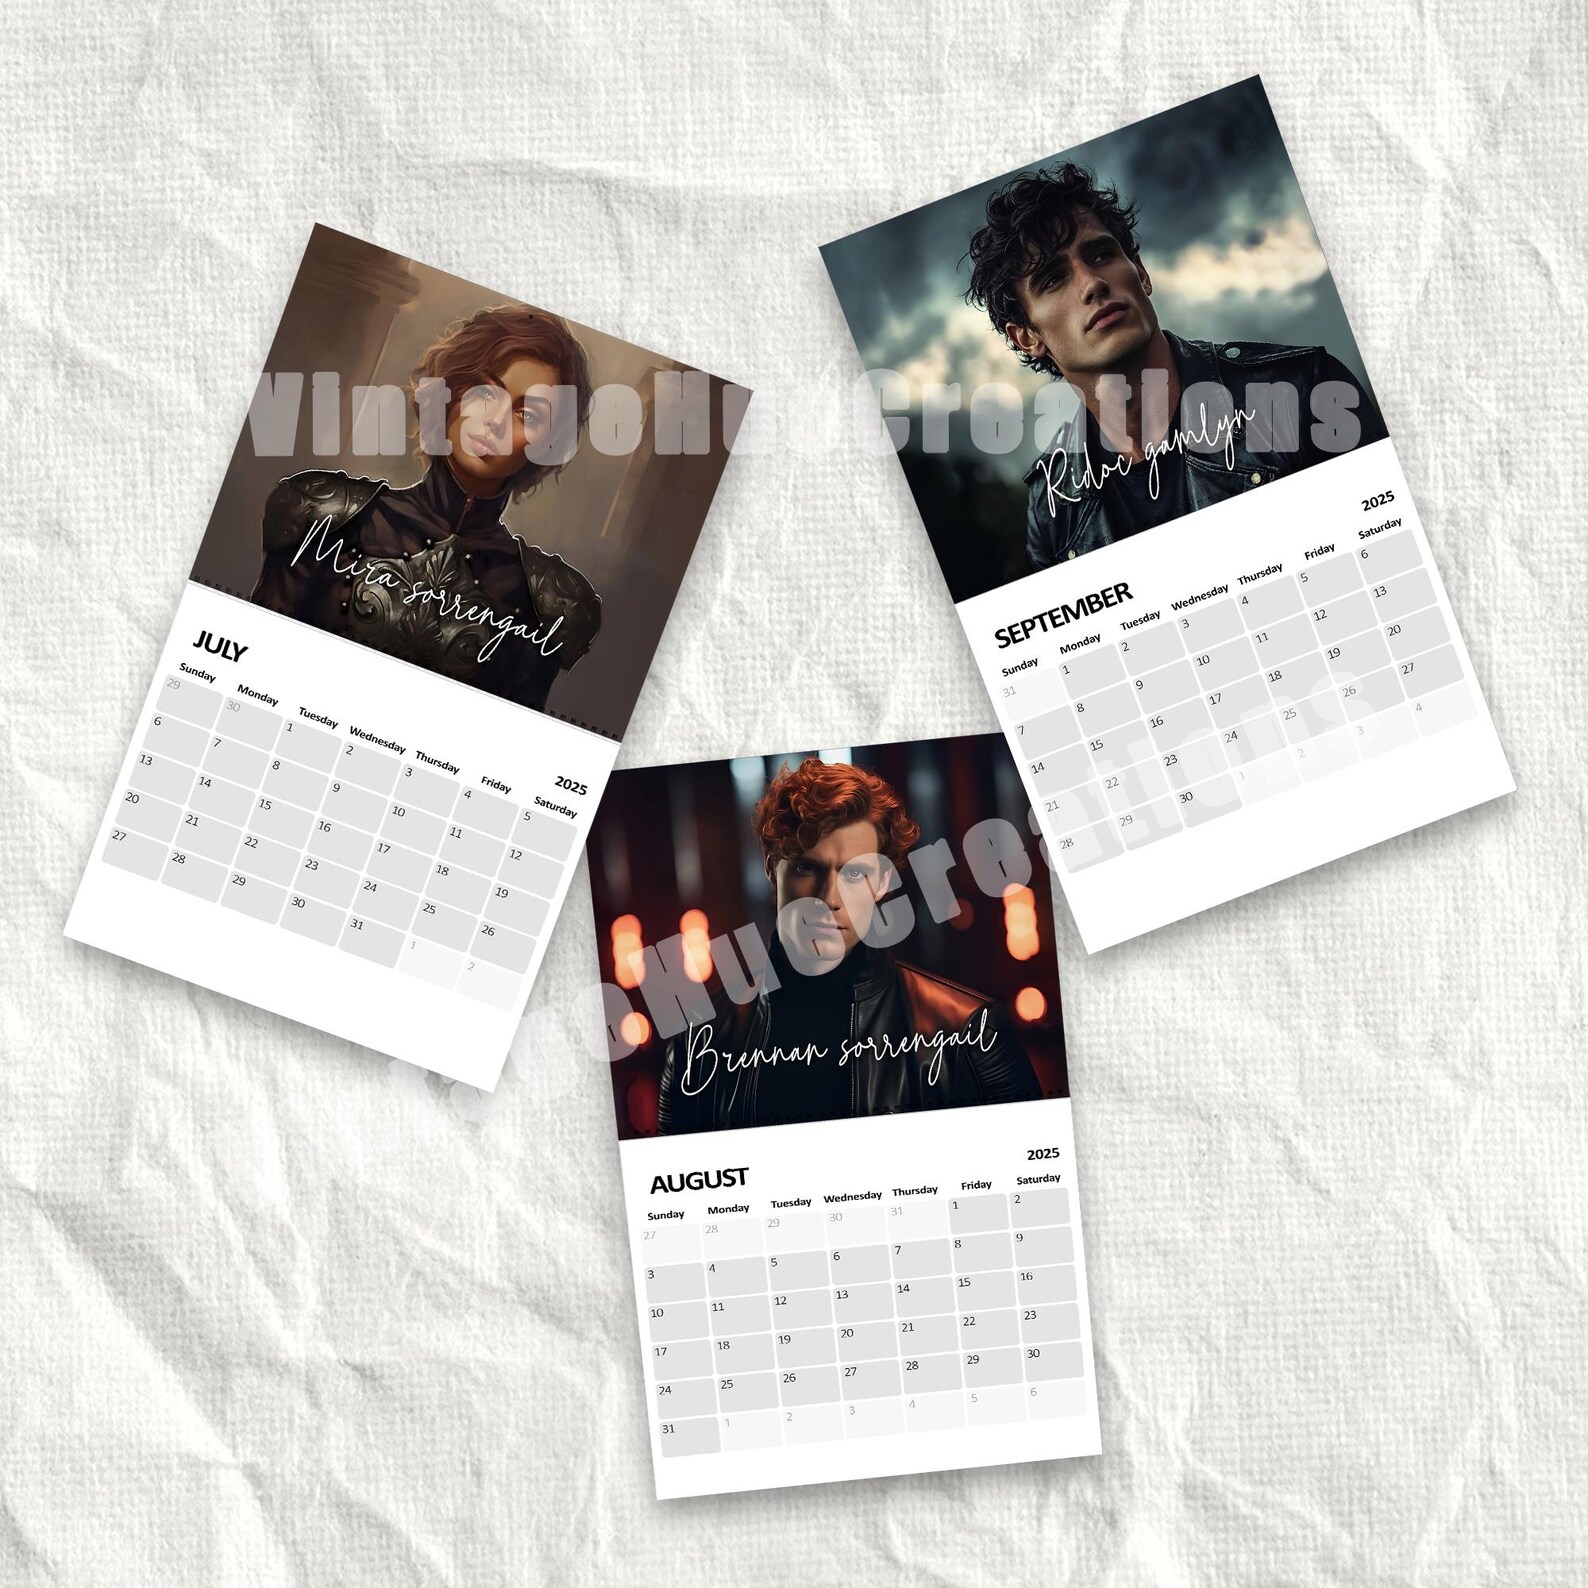 VintageHueCreations
Mira sorrengail
JULY
2025
Sunday Monday Tuesday Wednesday Thursday Friday Saturday
29 30 1 2 3 4 5
6 7 8 9 10 11 12
13 14 15 16 17 18 19
20 21 22 23 24 25 26
27 28 29 30 31 1 2
Ridoc gamlyn
2025
SEPTEMBER
Sunday Monday Tuesday Wednesday Thursday Friday Saturday
31 1 2 3 4 5 6
7 8 9 10 11 12 13
14 15 16 17 18 19 20
21 22 23 24 25 26 27
28 29 30 1 2 3 4
eHueCreations
Brennan sorrengail
2025
AUGUST
Sunday Monday Tuesday Wednesday Thursday Friday Saturday
27 28 29 30 31 1 2
3 4 5 6 7 8 9
10 11 12 13 14 15 16
17 18 19 20 21 22 23
24 25 26 27 28 29 30
31 1 2 3 4 5 6